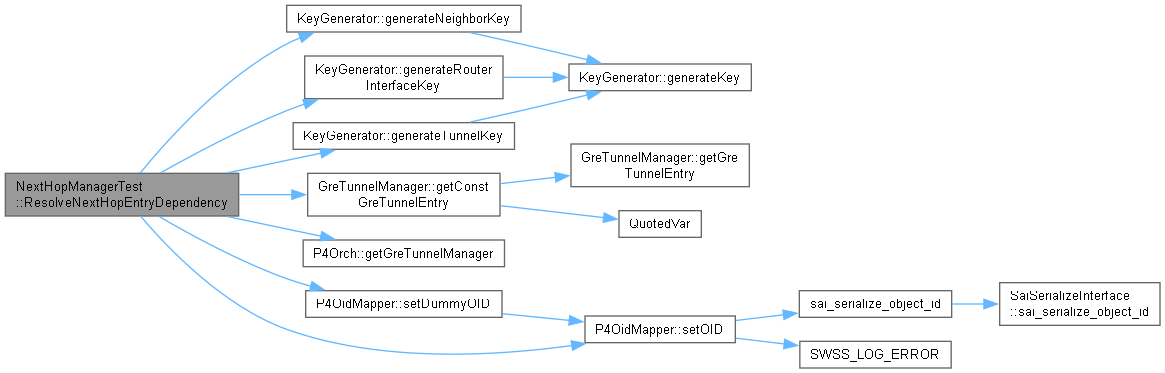 KeyGenerator::generateNeighborKey
KeyGenerator::generateRouter
InterfaceKey
KeyGenerator::generateKey
KeyGenerator::generateTunnelKey
NextHopManagerTest
::ResolveNextHopEntryDependency
GreTunnelManager::getConst
GreTunnelEntry
GreTunnelManager::getGre
TunnelEntry
QuotedVar
P4Orch::getGreTunnelManager
P4OidMapper::setDummyOID
P4OidMapper::setOID
sai_serialize_object_id
SaiSerializeInterface
::sai_serialize_object_id
SWSS_LOG_ERROR